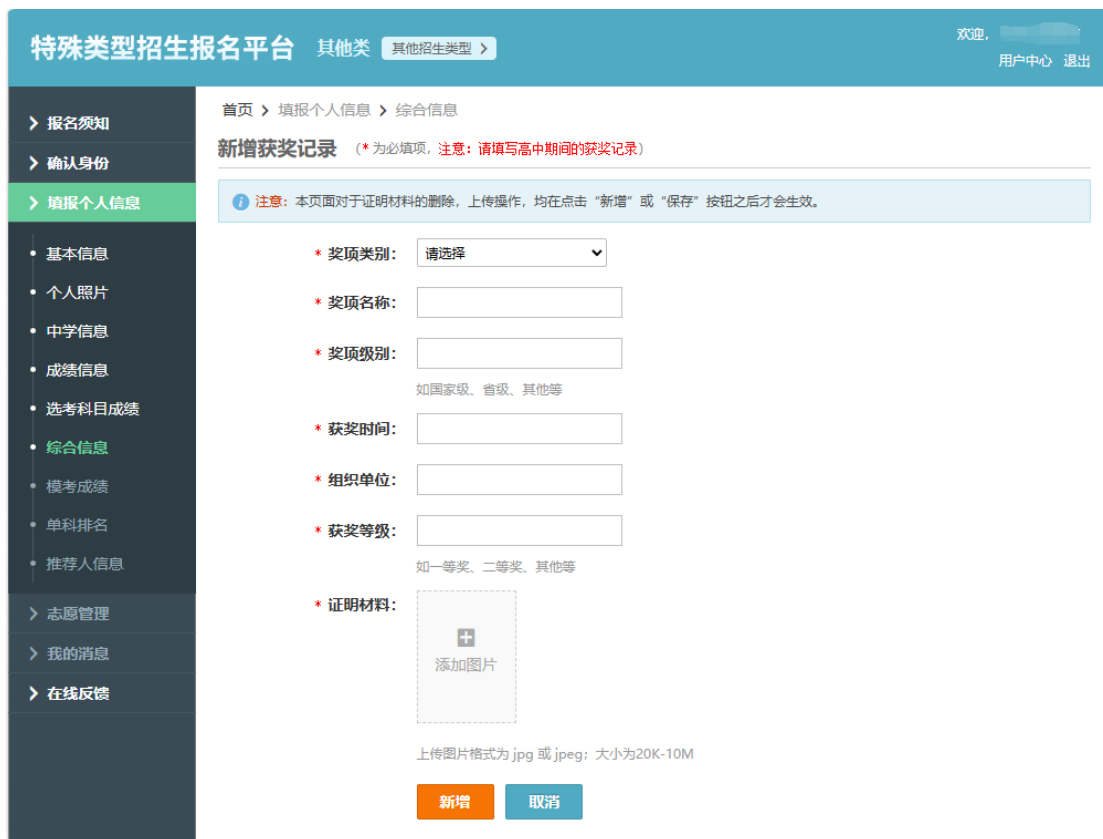 特殊类型招生报名平台 其他类 其他招生类型 >
欢迎,
用户中心 退出
报名须知
确认身份
填报个人信息
基本信息
个人照片
中学信息
成绩信息
选考科目成绩
综合信息
模考成绩
单科排名
推荐人信息
志愿管理
我的消息
在线反馈
首页 > 填报个人信息 > 综合信息
新增获奖记录 (* 为必填项, 注意:请填写高中期间的获奖记录)
注意:本页面对于证明材料的删除,上传操作,均在点击“新增”或“保存”按钮之后才会生效。
* 奖项类别: 请选择
* 奖项名称:
* 奖项级别:
如国家级、省级、其他等
* 获奖时间:
* 组织单位:
* 获奖等级:
如一等奖、二等奖、其他等
* 证明材料:
添加图片
上传图片格式为 jpg 或 jpeg;大小为20K-10M
新增 取消